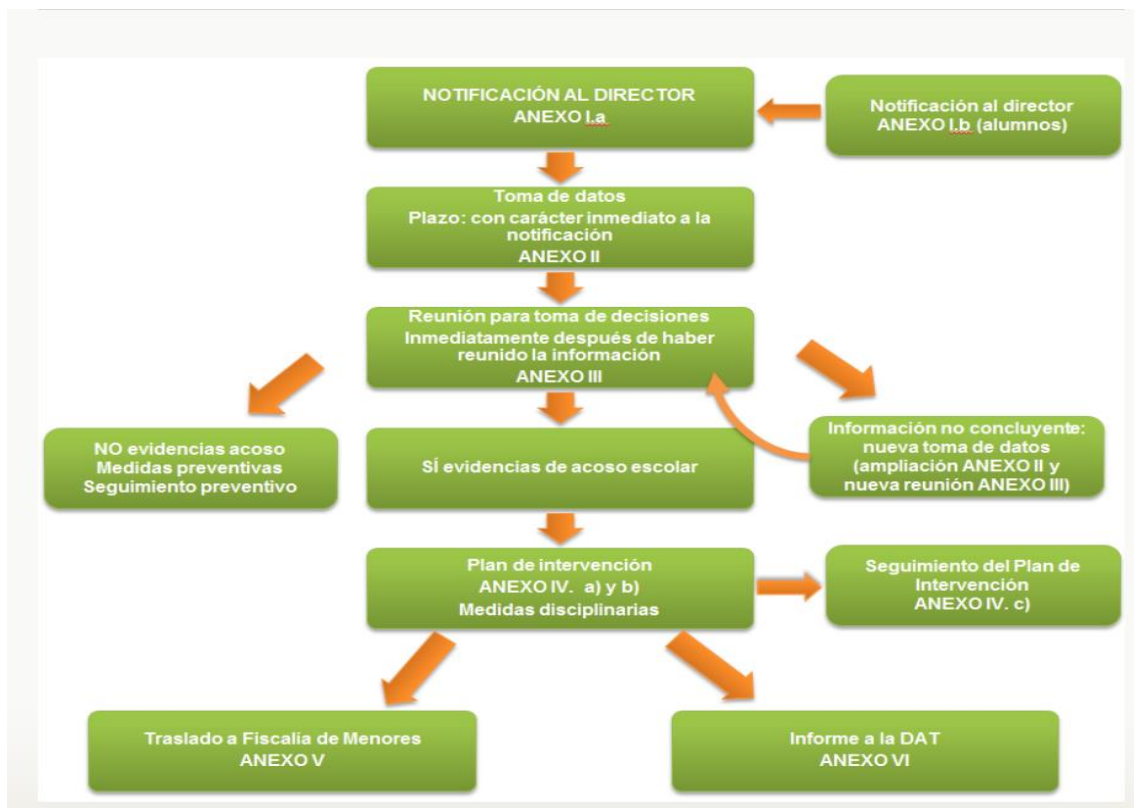 NOTIFICACIÓN AL DIRECTOR
ANEXO I.a
Notificación al director
ANEXO I.b (alumnos)
Toma de datos
Plazo: con carácter inmediato a la
notificación
ANEXO II
Reunión para toma de decisiones
Inmediatamente después de haber
reunido la información
ANEXO III
NO evidencias acoso
Medidas preventivas
Seguimiento preventivo
SÍ evidencias de acoso escolar
Información no concluyente:
nueva toma de datos
(ampliación ANEXO II y
nueva reunión ANEXO III)
Plan de intervención
ANEXO IV. a) y b)
Medidas disciplinarias
Seguimiento del Plan de
Intervención
ANEXO IV. c)
Traslado a Fiscalía de Menores
ANEXO V
Informe a la DAT
ANEXO VI